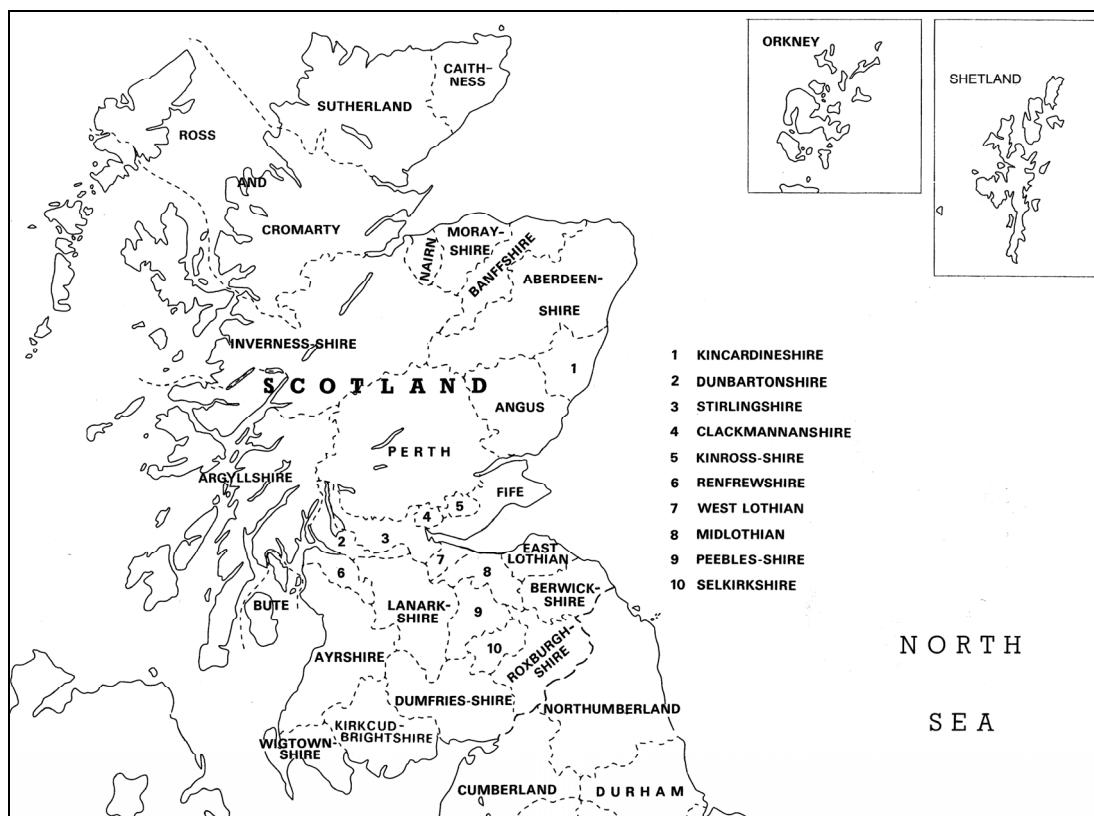 ORKNEY
SHETLAND
CAITH-
NESS
SUTHERLAND
ROSS
AND
CROMARTY
MORAY-
SHIRE
NAIRN
BANFFSHIRE
ABERDEEN-
SHIRE
INVERNESS-SHIRE
SCOTLAND
1
ANGUS
PERTH
ARGYLLSHIRE
FIFE
5
4
3
2
EAST
LOTHIAN
7
8
6
BERWICK-
SHIRE
BUTE
LANARK-
SHIRE
9
10
ROXBURGH-
SHIRE
AYRSHIRE
DUMFRIES-SHIRE
NORTHUMBERLAND
KIRKCUD-
BRIGHTSHIRE
WIGTOWN-
SHIRE
CUMBERLAND
DURHAM
1 KINCARDINESHIRE
2 DUNBARTONSHIRE
3 STIRLINGSHIRE
4 CLACKMANNANSHIRE
5 KINROSS-SHIRE
6 RENFREWSHIRE
7 WEST LOTHIAN
8 MIDLOTHIAN
9 PEEBLES-SHIRE
10 SELKIRKSHIRE
NORTH
SEA